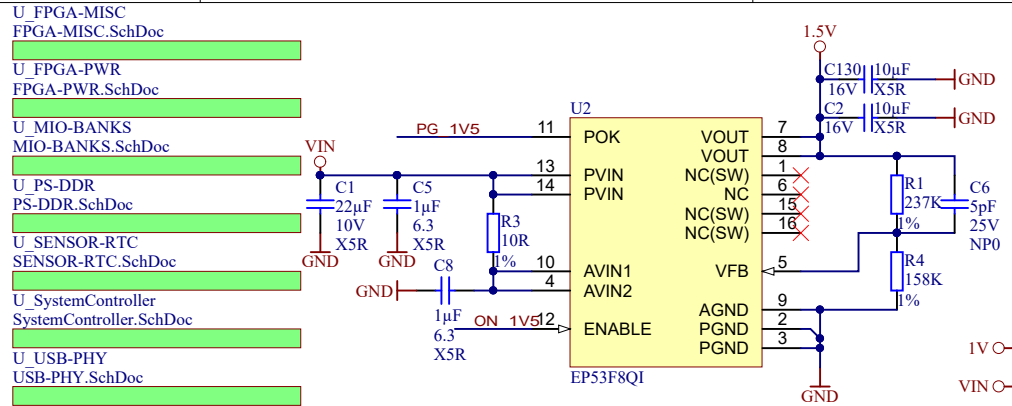 U_FPGA-MISC
FPGA-MISC.SchDoc
U_FPGA-PWR
FPGA-PWR.SchDoc
U_MIO-BANKS
MIO-BANKS.SchDoc
U_PS-DDR
PS-DDR.SchDoc
U_SENSOR-RTC
SENSOR-RTC.SchDoc
U_SystemController
SystemController.SchDoc
U_USB-PHY
USB-PHY.SchDoc
VIN
C1
22µF
10V
X5R
GND
C5
1µF
6.3
X5R
GND
PG_1V5
R3
10R
1%
GND
C8
1µF
6.3
X5R
ON_1V5
U2
11 POK
13 PVIN
14 PVIN
10 AVIN1
4 AVIN2
12 ENABLE
VOUT 7
VOUT 8
NC(SW) 1
NC 6
NC(SW) 15
NC(SW) 16
VFB 5
AGND 9
PGND 2
PGND 3
EP53F8QI
1.5V
C130 10µF
16V X5R
GND
C2 10µF
16V X5R
GND
R1
237K
1%
C6
5pF
25V
NP0
R4
158K
1%
GND
1V
VIN